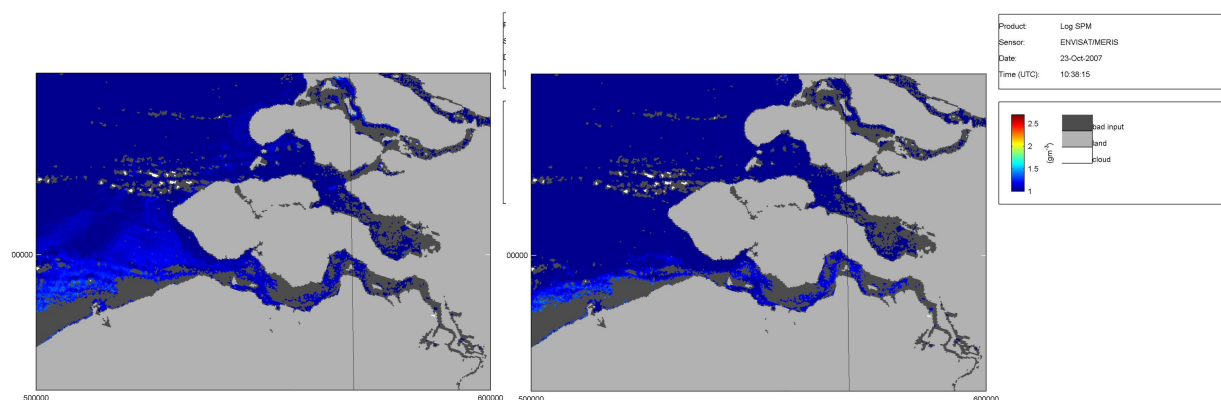 Product: Log SPM
Sensor: ENVISAT/MERIS
Date: 23-Oct-2007
Time (UTC): 10:38:15
2.5
2
1.5
1
(gm⁻³)
bad input
land
cloud
00000
00000
500000
600000
500000
600000